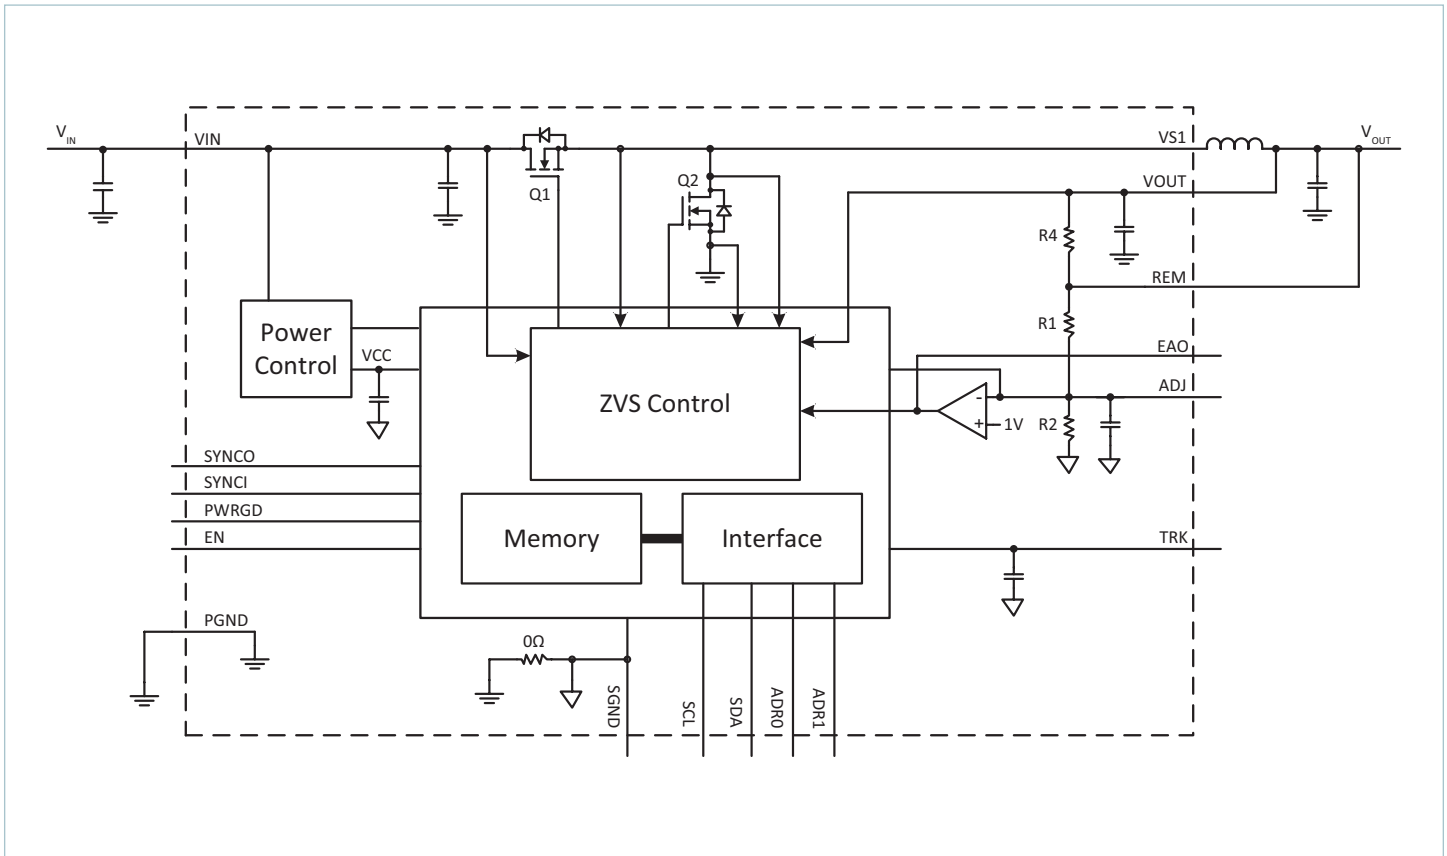 VIN
VIN
VS1
VOUT
VOUT
Q1
Q2
R4
REM
R1
EAO
ADJ
Power
Control
VCC
ZVS Control
-
+
1V
R2
SYNCO
SYNCI
PWRGD
EN
Memory
Interface
TRK
PGND
0Ω
SGND
SCL
SDA
ADR0
ADR1